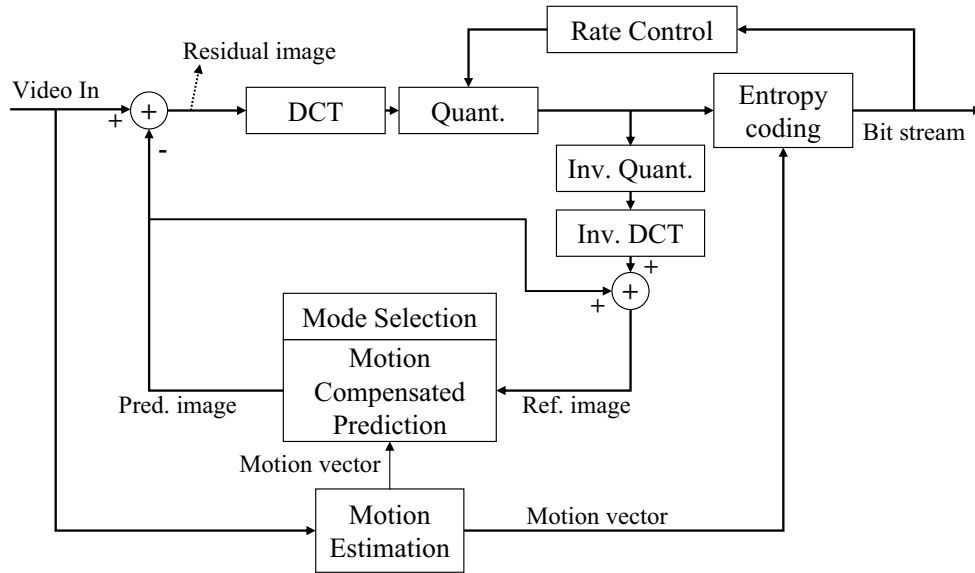 Rate Control
Residual image
Video In
+
+
DCT
Quant.
Entropy
coding
Bit stream
-
Inv. Quant.
Inv. DCT
+
+
+
Mode Selection
Motion
Compensated
Prediction
Pred. image
Ref. image
Motion vector
Motion
Estimation
Motion vector